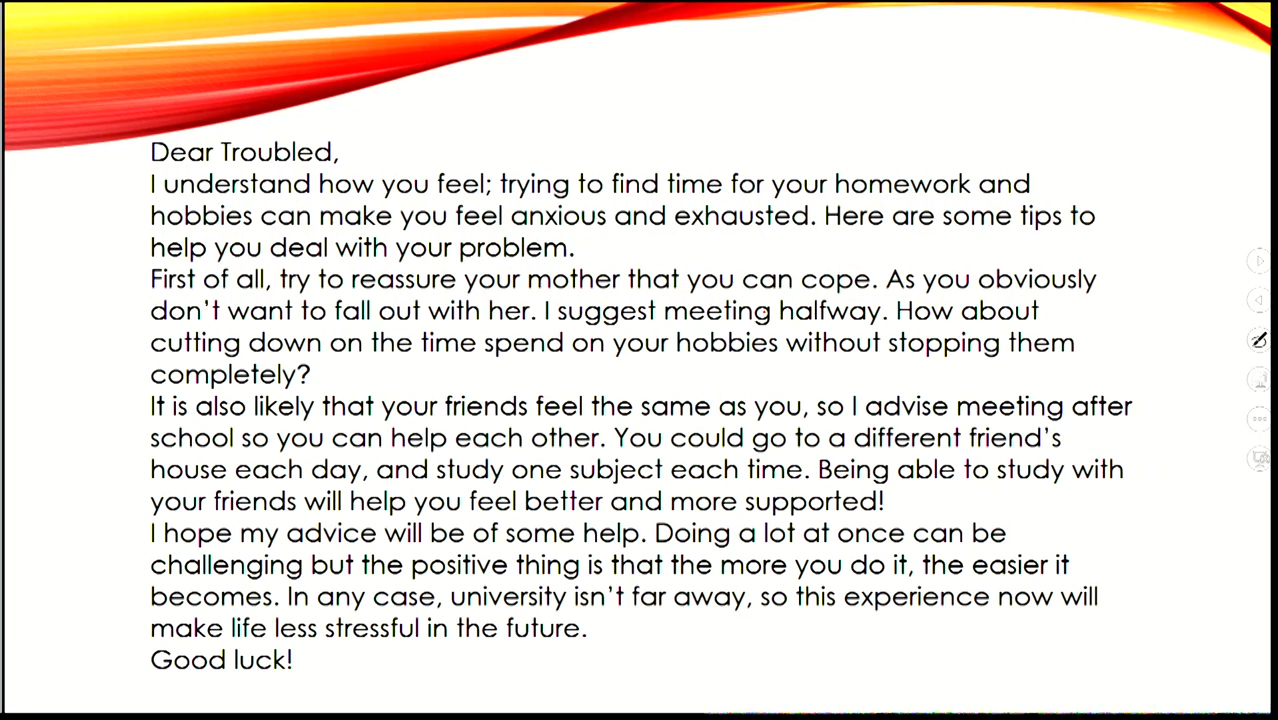 Dear Troubled,
I understand how you feel; trying to find time for your homework and
hobbies can make you feel anxious and exhausted. Here are some tips to
help you deal with your problem.
First of all, try to reassure your mother that you can cope. As you obviously
don't want to fall out with her. I suggest meeting halfway. How about
cutting down on the time spend on your hobbies without stopping them
completely?
It is also likely that your friends feel the same as you, so I advise meeting after
school so you can help each other. You could go to a different friend's
house each day, and study one subject each time. Being able to study with
your friends will help you feel better and more supported!
I hope my advice will be of some help. Doing a lot at once can be
challenging but the positive thing is that the more you do it, the easier it
becomes. In any case, university isn't far away, so this experience now will
make life less stressful in the future.
Good luck!